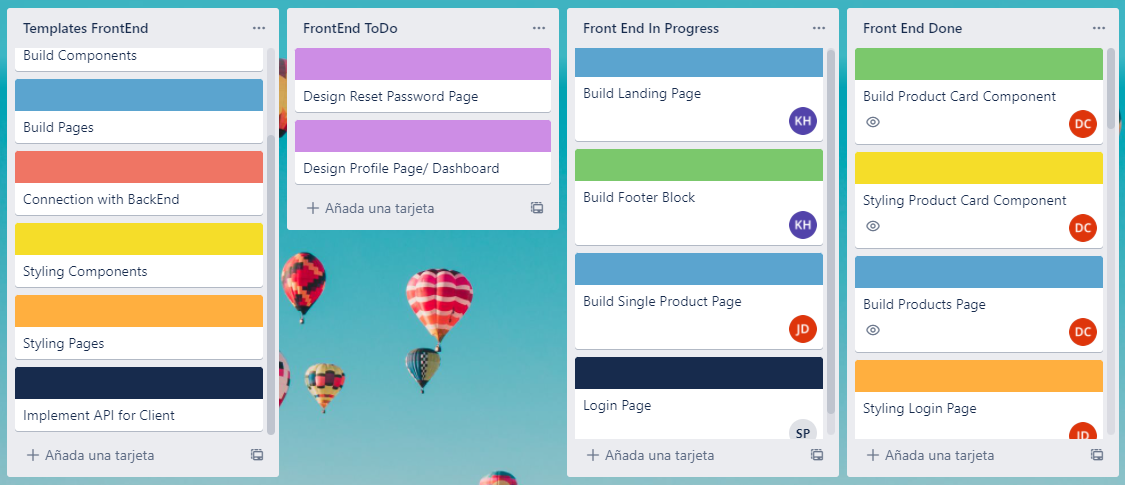 Templates FrontEnd
Build Components
Build Pages
Connection with BackEnd
Styling Components
Styling Pages
Implement API for Client
Añada una tarjeta
FrontEnd ToDo
Design Reset Password Page
Design Profile Page/ Dashboard
Añada una tarjeta
Front End In Progress
Build Landing Page
KH
Build Footer Block
KH
Build Single Product Page
JD
Login Page
SP
Añada una tarjeta
Front End Done
Build Product Card Component
DC
Styling Product Card Component
DC
Build Products Page
DC
Styling Login Page
JD
Añada una tarjeta